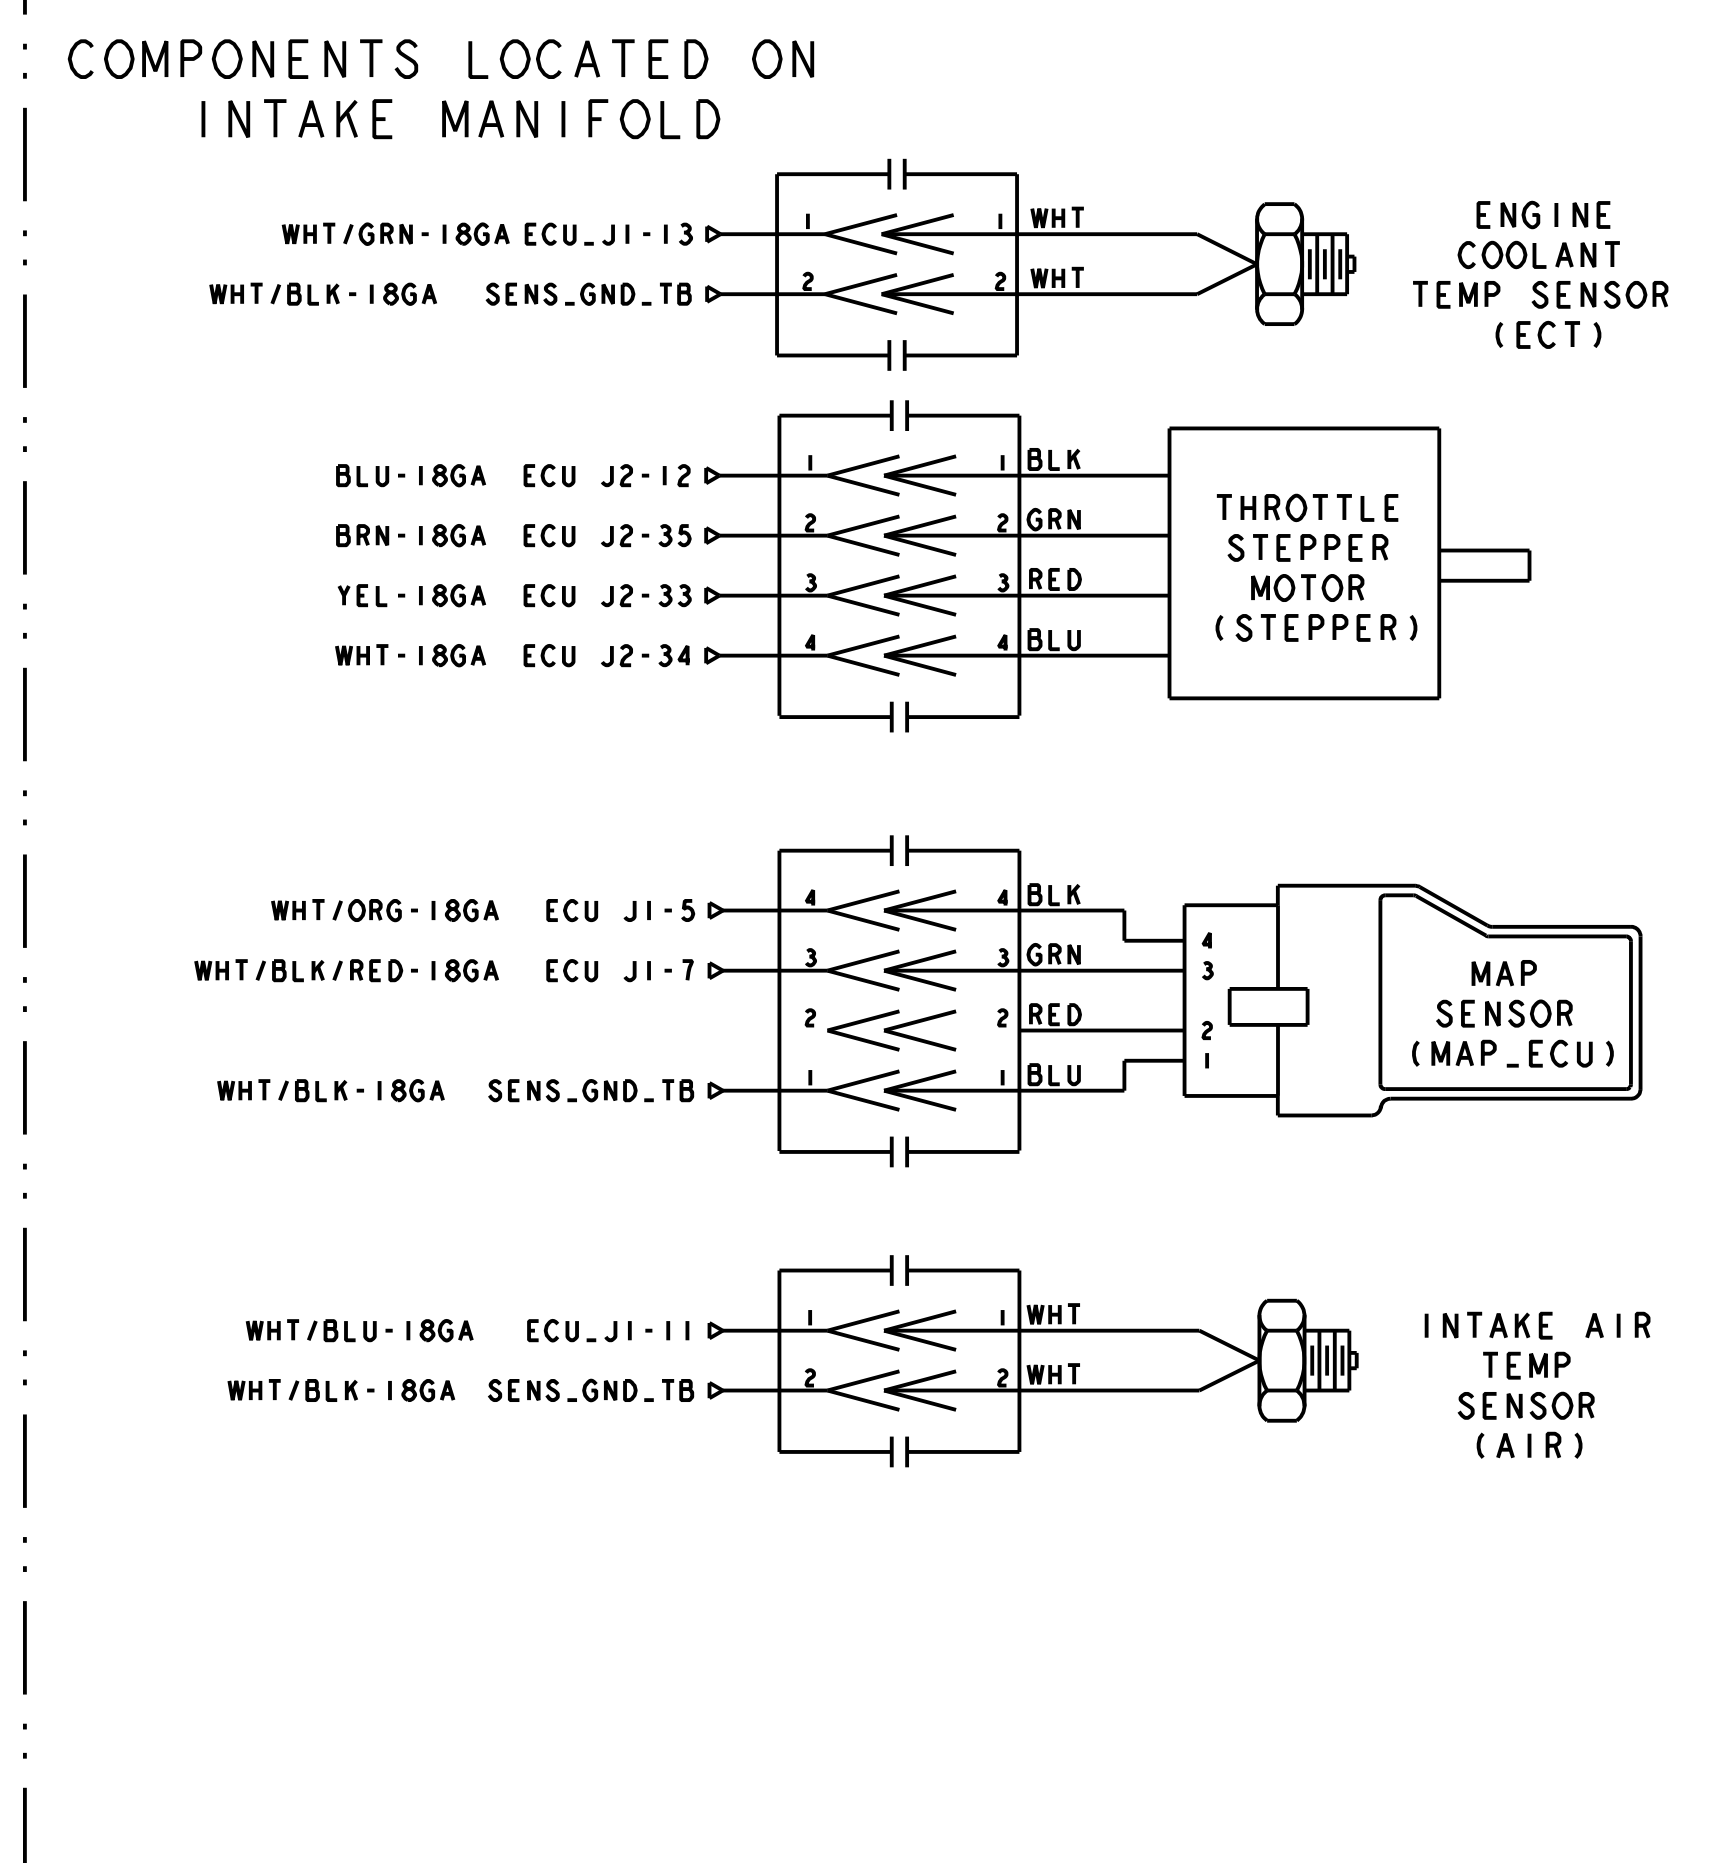 COMPONENTS LOCATED ON
INTAKE MANIFOLD
WHT/GRN-18GA ECU_J1-13 1 1 WHT
WHT/BLK-18GA SENS_GND_TB 2 2 WHT
ENGINE
COOLANT
TEMP SENSOR
(ECT)
BLU-18GA ECU J2-12 1 1 BLK
BRN-18GA ECU J2-35 2 2 GRN
YEL-18GA ECU J2-33 3 3 RED
WHT-18GA ECU J2-34 4 4 BLU
THROTTLE
STEPPER
MOTOR
(STEPPER)
WHT/ORG-18GA ECU J1-5 4 4 BLK 4
WHT/BLK/RED-18GA ECU J1-7 3 3 GRN 3
2 2 RED 2
WHT/BLK-18GA SENS_GND_TB 1 1 BLU 1
MAP
SENSOR
(MAP_ECU)
WHT/BLU-18GA ECU_J1-11 1 1 WHT
WHT/BLK-18GA SENS_GND_TB 2 2 WHT
INTAKE AIR
TEMP
SENSOR
(AIR)